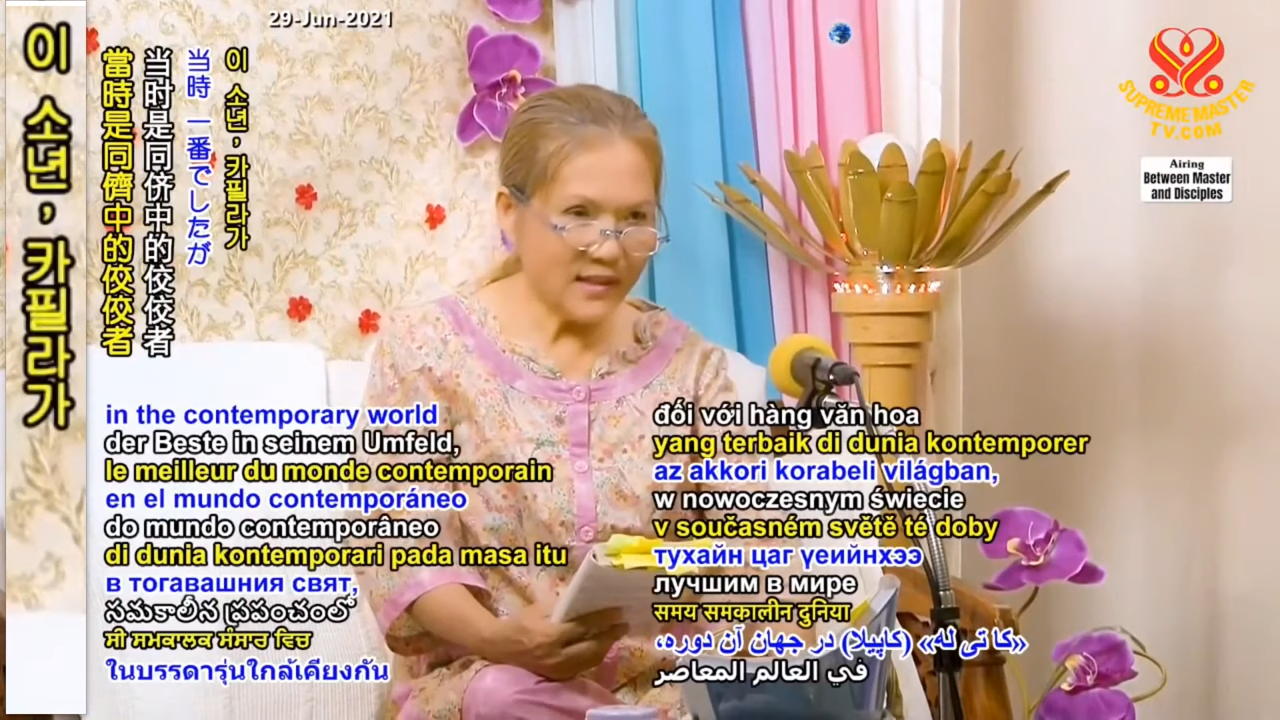 29-Jun-2021
이 소년, 카필라가
當時是同儕中的佼佼者
当时是同侪中的佼佼者
当時 一番でしたが
이 소년, 카필라가
SUPREME MASTER
TV.COM
Airing
Between Master
and Disciples
in the contemporary world
der Beste in seinem Umfeld,
le meilleur du monde contemporain
en el mundo contemporáneo
do mundo contemporâneo
di dunia kontemporari pada masa itu
в тогавашния свят,
సమకాలీన ప్రపంచంలో
ਸੀ ਸਮਕਾਲਕ ਸੰਸਾਰ ਵਿਚ
ในบรรดารุ่นใกล้เคียงกัน
đối với hàng văn hoa
yang terbaik di dunia kontemporer
az akkori korabeli világban,
w nowoczesnym świecie
v současném světě té doby
тухайн цаг үеийнхээ
лучшим в мире
समय समकालीन दुनिया
«کا تی له» (کاپیلا) در جهان آن دوره،
في العالم المعاصر